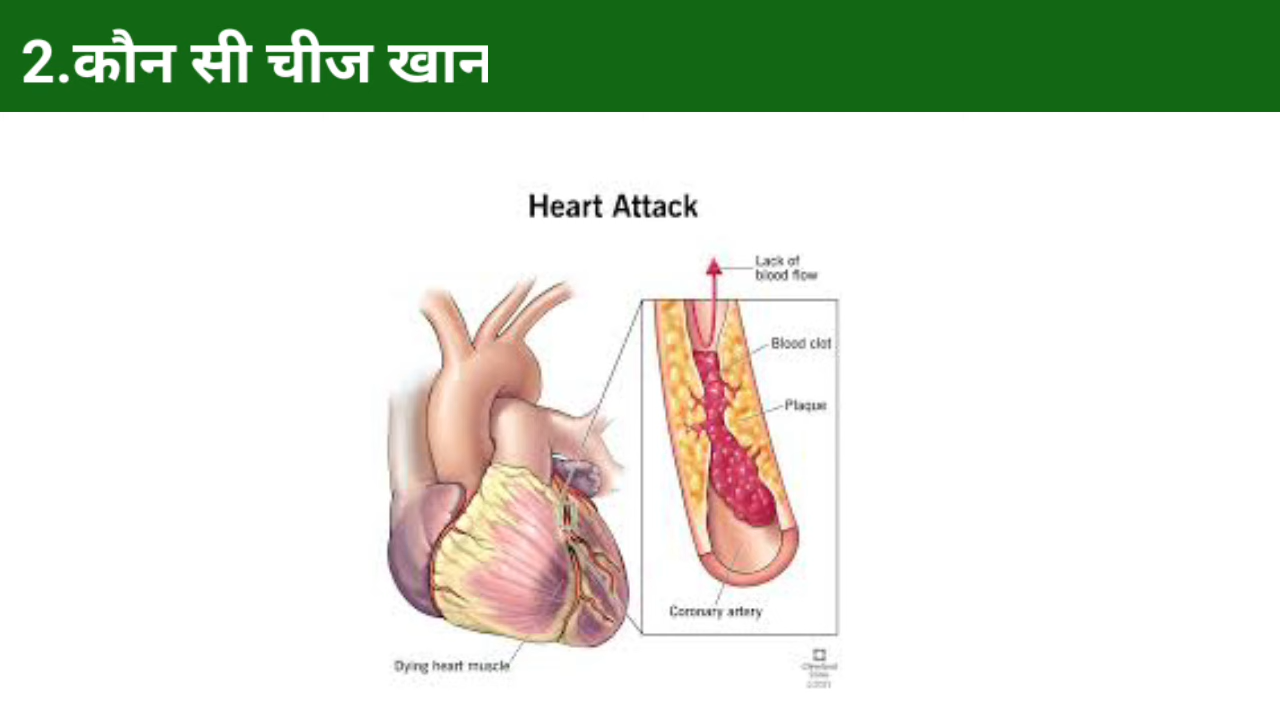 2.कौन सी चीज खान
Heart Attack
Lack of
blood flow
Blood clot
Plaque
Coronary artery
Dying heart muscle